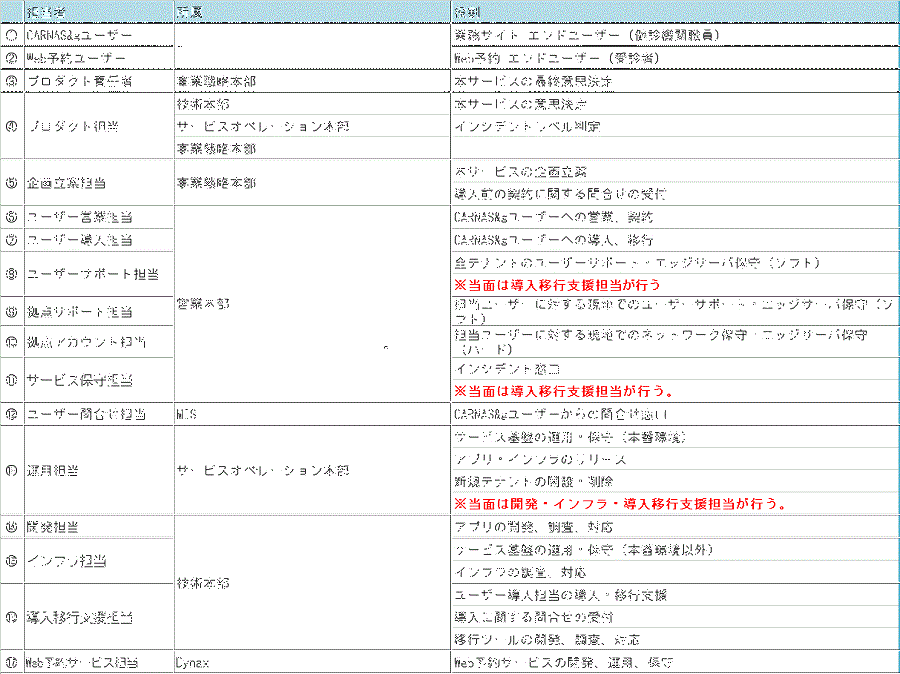 担当者 所属 役割
① CARNAS&gユーザー 業務サイト エンドユーザー（健診機関職員）
② Web予約ユーザー Web予約 エンドユーザー（受診者）
③ プロダクト責任者 事業戦略本部 本サービスの最終意思決定
④ プロダクト担当 技術本部 本サービスの意思決定
サービスオペレーション本部 インシデントレベル判定
事業戦略本部
⑤ 企画立案担当 事業戦略本部 本サービスの企画立案
導入前の契約に関する問合せの受付
⑥ ユーザー営業担当 営業本部 CARNAS&gユーザーへの営業、契約
⑦ ユーザー導入担当 CARNAS&gユーザーへの導入、移行
⑧ ユーザーサポート担当 全テナントのユーザーサポート・エッジサーバ保守（ソフト）
※当面は導入移行支援担当が行う
⑨ 拠点サポート担当 担当ユーザーに対する現地でのユーザーサポート・エッジサーバ保守（ソ
フト）
⑩ 拠点アカウント担当 担当ユーザーに対する現地でのネットワーク保守・エッジサーバ保守
（ハード）
⑪ サービス保守担当 インシデント窓口
※当面は導入移行支援担当が行う。
⑫ ユーザー問合せ担当 CARNAS&gユーザーからの問合せ窓口
⑬ 運用担当 サービスオペレーション本部 サービス基盤の運用・保守（本番環境）
アプリ・インフラのリリース
新規テナントの開設・削除
※当面は開発・インフラ・導入移行支援担当が行う。
⑭ 開発担当 技術本部 アプリの開発、調査、対応
⑮ インフラ担当 サービス基盤の運用・保守（本番環境以外）
インフラの調査、対応
導入移行支援担当 ユーザー導入担当の導入・移行支援
導入に関する問合せの受付
移行ツールの開発、調査、対応
Web予約サービス担当 Dynax Web予約サービスの開発、運用、保守